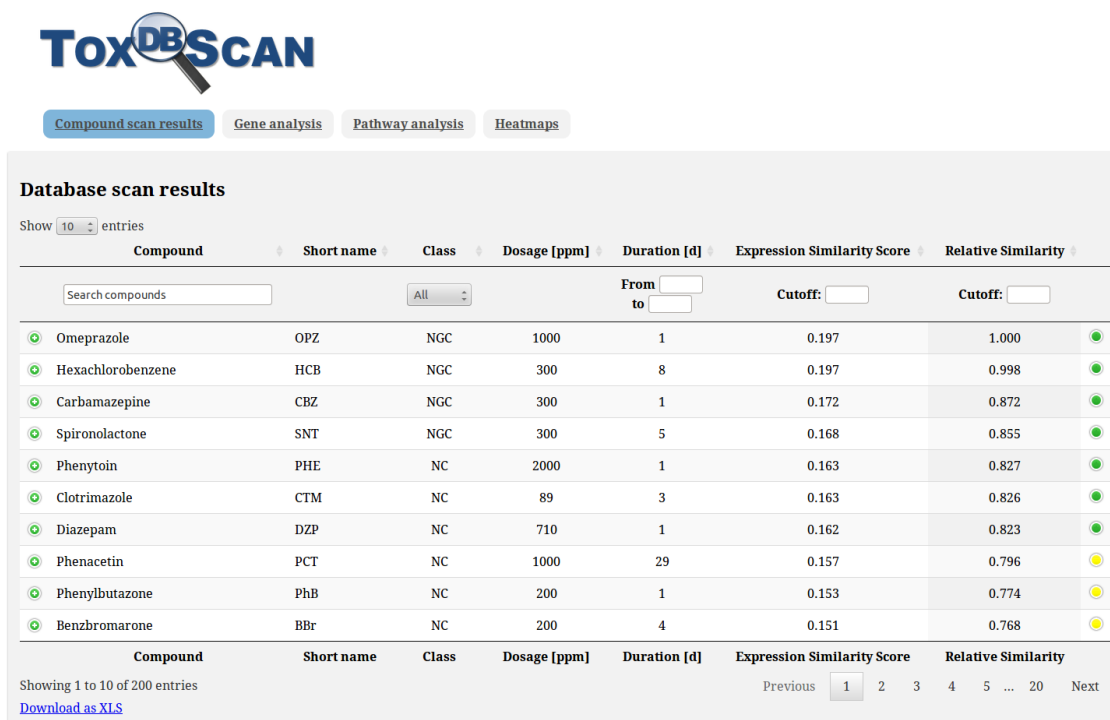 TOXDBSCAN
Compound scan results Gene analysis Pathway analysis Heatmaps
Database scan results
Show 10 entries
Compound Short name Class Dosage [ppm] Duration [d] Expression Similarity Score Relative Similarity
Search compounds All From to Cutoff: Cutoff:
Omeprazole OPZ NGC 1000 1 0.197 1.000
Hexachlorobenzene HCB NGC 300 8 0.197 0.998
Carbamazepine CBZ NGC 300 1 0.172 0.872
Spironolactone SNT NGC 300 5 0.168 0.855
Phenytoin PHE NC 2000 1 0.163 0.827
Clotrimazole CTM NC 89 3 0.163 0.826
Diazepam DZP NC 710 1 0.162 0.823
Phenacetin PCT NC 1000 29 0.157 0.796
Phenylbutazone PhB NC 200 1 0.153 0.774
Benzbromarone BBr NC 200 4 0.151 0.768
Compound Short name Class Dosage [ppm] Duration [d] Expression Similarity Score Relative Similarity
Showing 1 to 10 of 200 entries Previous 1 2 3 4 5 ... 20 Next
Download as XLS